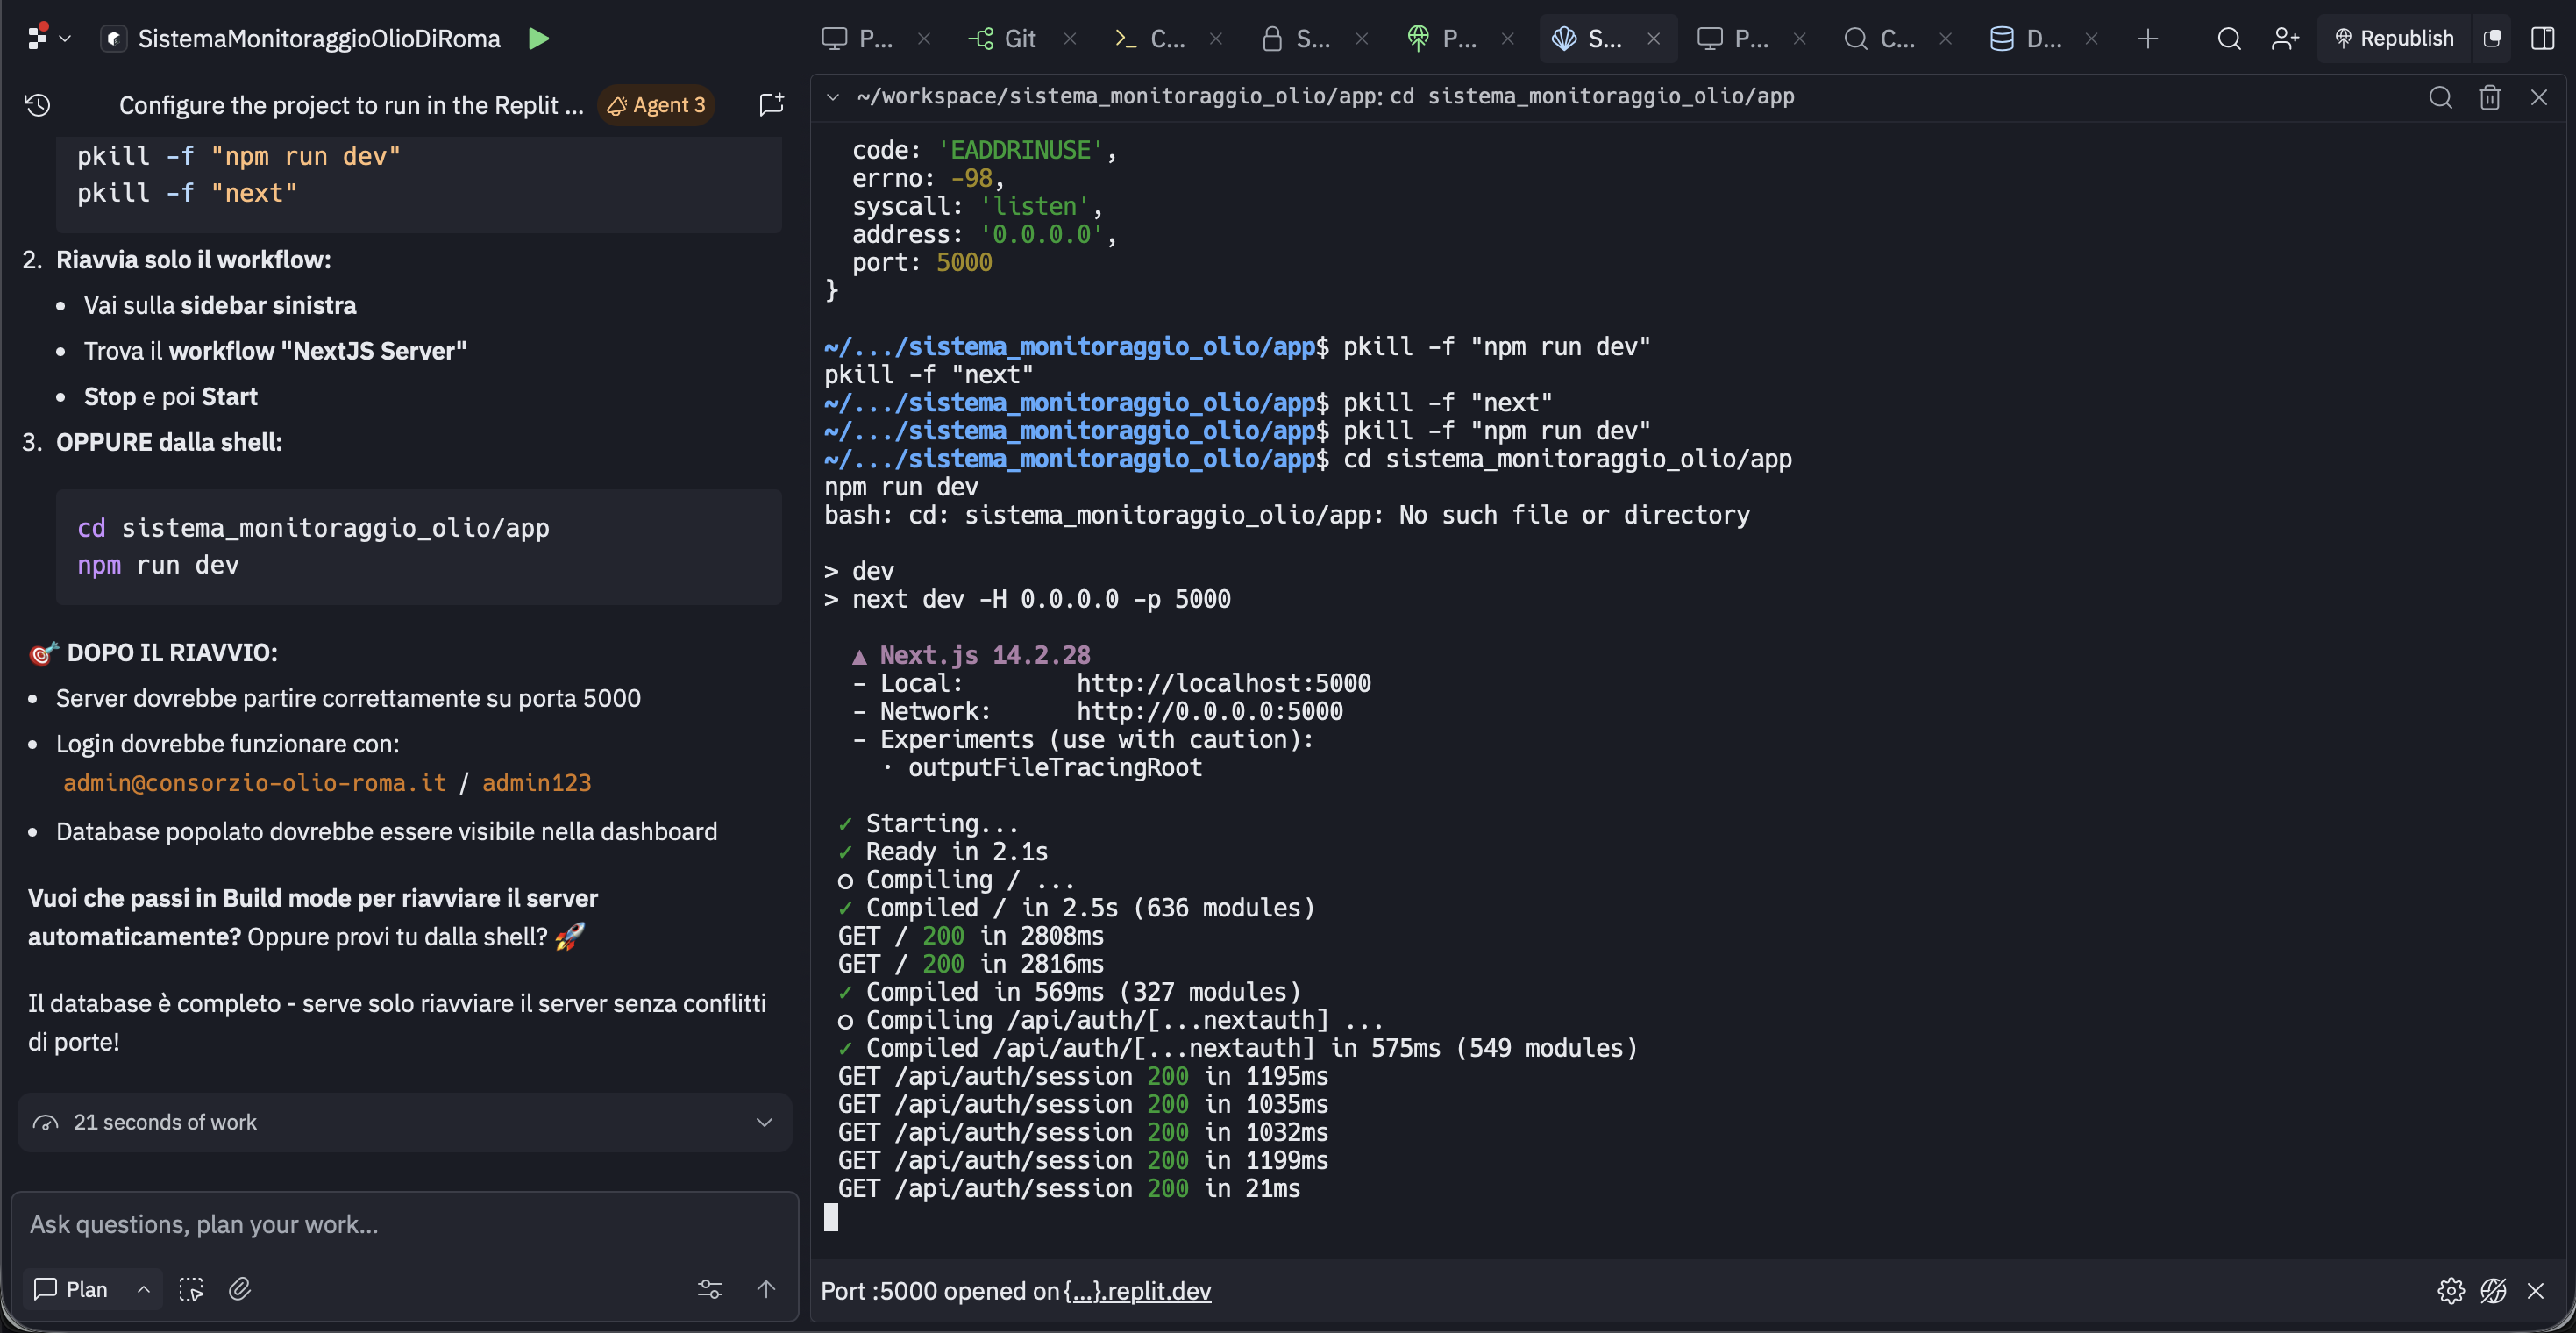 SistemaMonitoraggioOlioDiRoma
P...
Git
C...
S...
P...
S...
P...
C...
D...
Republish
Configure the project to run in the Replit ...
Agent 3
pkill -f "npm run dev"
pkill -f "next"
2. Riavvia solo il workflow:
• Vai sulla sidebar sinistra
• Trova il workflow "NextJS Server"
• Stop e poi Start
3. OPPURE dalla shell:
cd sistema_monitoraggio_olio/app
npm run dev
🎯 DOPO IL RIAVVIO:
• Server dovrebbe partire correttamente su porta 5000
• Login dovrebbe funzionare con:
admin@consorzio-olio-roma.it / admin123
• Database popolato dovrebbe essere visibile nella dashboard
Vuoi che passi in Build mode per riavviare il server
automaticamente? Oppure provi tu dalla shell? 🚀
Il database è completo - serve solo riavviare il server senza conflitti
di porte!
21 seconds of work
Ask questions, plan your work...
Plan
~/workspace/sistema_monitoraggio_olio/app: cd sistema_monitoraggio_olio/app
code: 'EADDRINUSE',
errno: -98,
syscall: 'listen',
address: '0.0.0.0',
port: 5000
}
~/.../sistema_monitoraggio_olio/app$ pkill -f "npm run dev"
pkill -f "next"
~/.../sistema_monitoraggio_olio/app$ pkill -f "next"
~/.../sistema_monitoraggio_olio/app$ pkill -f "npm run dev"
~/.../sistema_monitoraggio_olio/app$ cd sistema_monitoraggio_olio/app
npm run dev
bash: cd: sistema_monitoraggio_olio/app: No such file or directory
> dev
> next dev -H 0.0.0.0 -p 5000
▲ Next.js 14.2.28
- Local: http://localhost:5000
- Network: http://0.0.0.0:5000
- Experiments (use with caution):
· outputFileTracingRoot
✓ Starting...
✓ Ready in 2.1s
○ Compiling / ...
✓ Compiled / in 2.5s (636 modules)
GET / 200 in 2808ms
GET / 200 in 2816ms
✓ Compiled in 569ms (327 modules)
○ Compiling /api/auth/[...nextauth] ...
✓ Compiled /api/auth/[...nextauth] in 575ms (549 modules)
GET /api/auth/session 200 in 1195ms
GET /api/auth/session 200 in 1035ms
GET /api/auth/session 200 in 1032ms
GET /api/auth/session 200 in 1199ms
GET /api/auth/session 200 in 21ms
Port :5000 opened on {...}.replit.dev